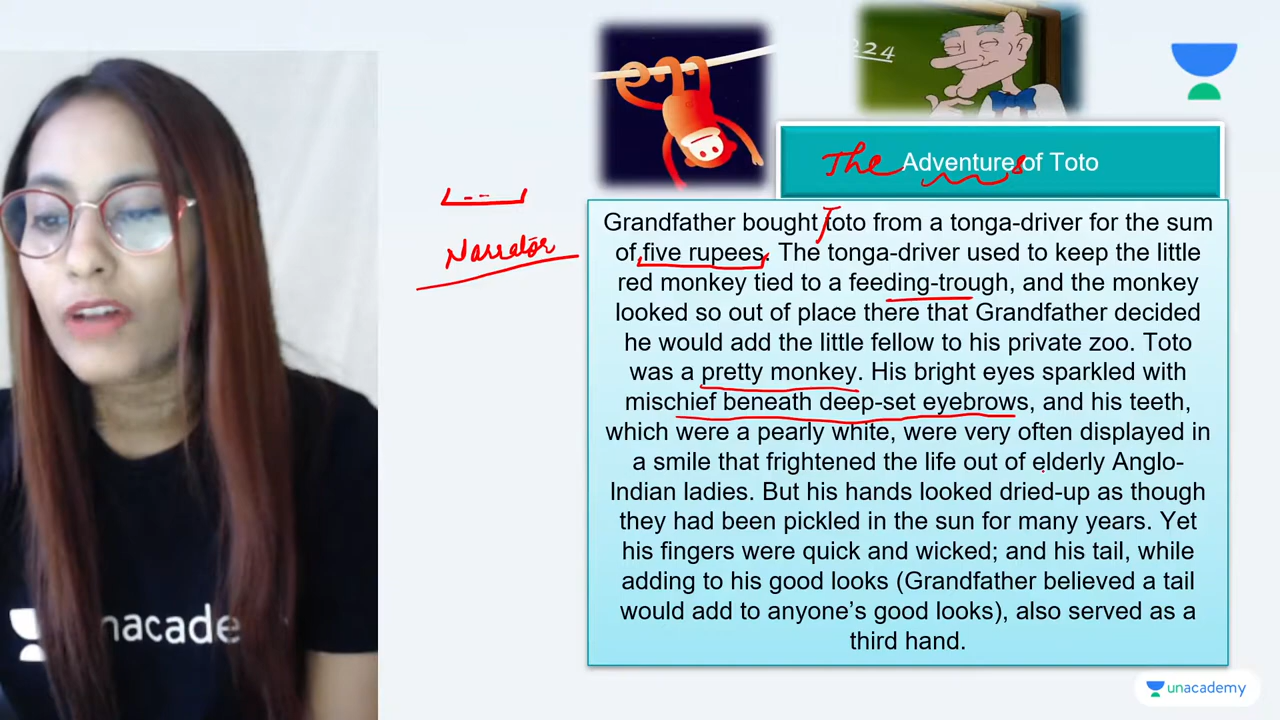 2024
The Adventures of Toto
Narrator
Grandfather bought Toto from a tonga-driver for the sum
of five rupees. The tonga-driver used to keep the little
red monkey tied to a feeding-trough, and the monkey
looked so out of place there that Grandfather decided
he would add the little fellow to his private zoo. Toto
was a pretty monkey. His bright eyes sparkled with
mischief beneath deep-set eyebrows, and his teeth,
which were a pearly white, were very often displayed in
a smile that frightened the life out of elderly Anglo-
Indian ladies. But his hands looked dried-up as though
they had been pickled in the sun for many years. Yet
his fingers were quick and wicked; and his tail, while
adding to his good looks (Grandfather believed a tail
would add to anyone's good looks), also served as a
third hand.
unacade
unacademy